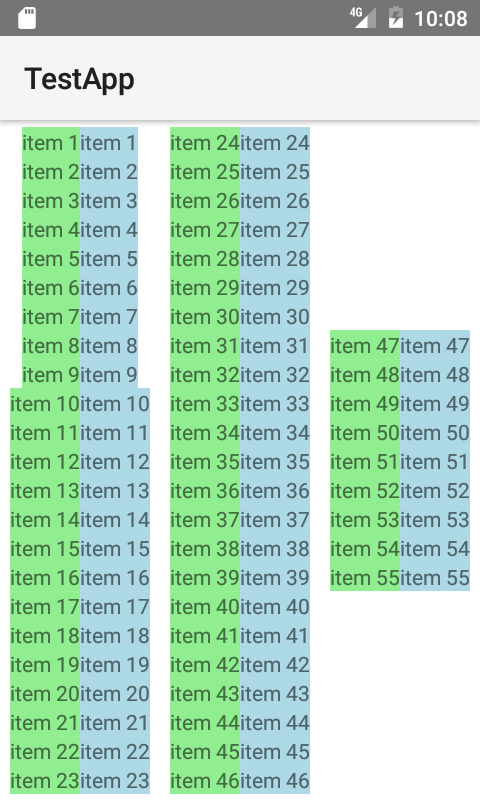 4G 10:08
TestApp
item 1item 1
item 2item 2
item 3item 3
item 4item 4
item 5item 5
item 6item 6
item 7item 7
item 8item 8
item 9item 9
item 10item 10
item 11item 11
item 12item 12
item 13item 13
item 14item 14
item 15item 15
item 16item 16
item 17item 17
item 18item 18
item 19item 19
item 20item 20
item 21item 21
item 22item 22
item 23item 23
item 24item 24
item 25item 25
item 26item 26
item 27item 27
item 28item 28
item 29item 29
item 30item 30
item 31item 31
item 32item 32
item 33item 33
item 34item 34
item 35item 35
item 36item 36
item 37item 37
item 38item 38
item 39item 39
item 40item 40
item 41item 41
item 42item 42
item 43item 43
item 44item 44
item 45item 45
item 46item 46
item 47item 47
item 48item 48
item 49item 49
item 50item 50
item 51item 51
item 52item 52
item 53item 53
item 54item 54
item 55item 55